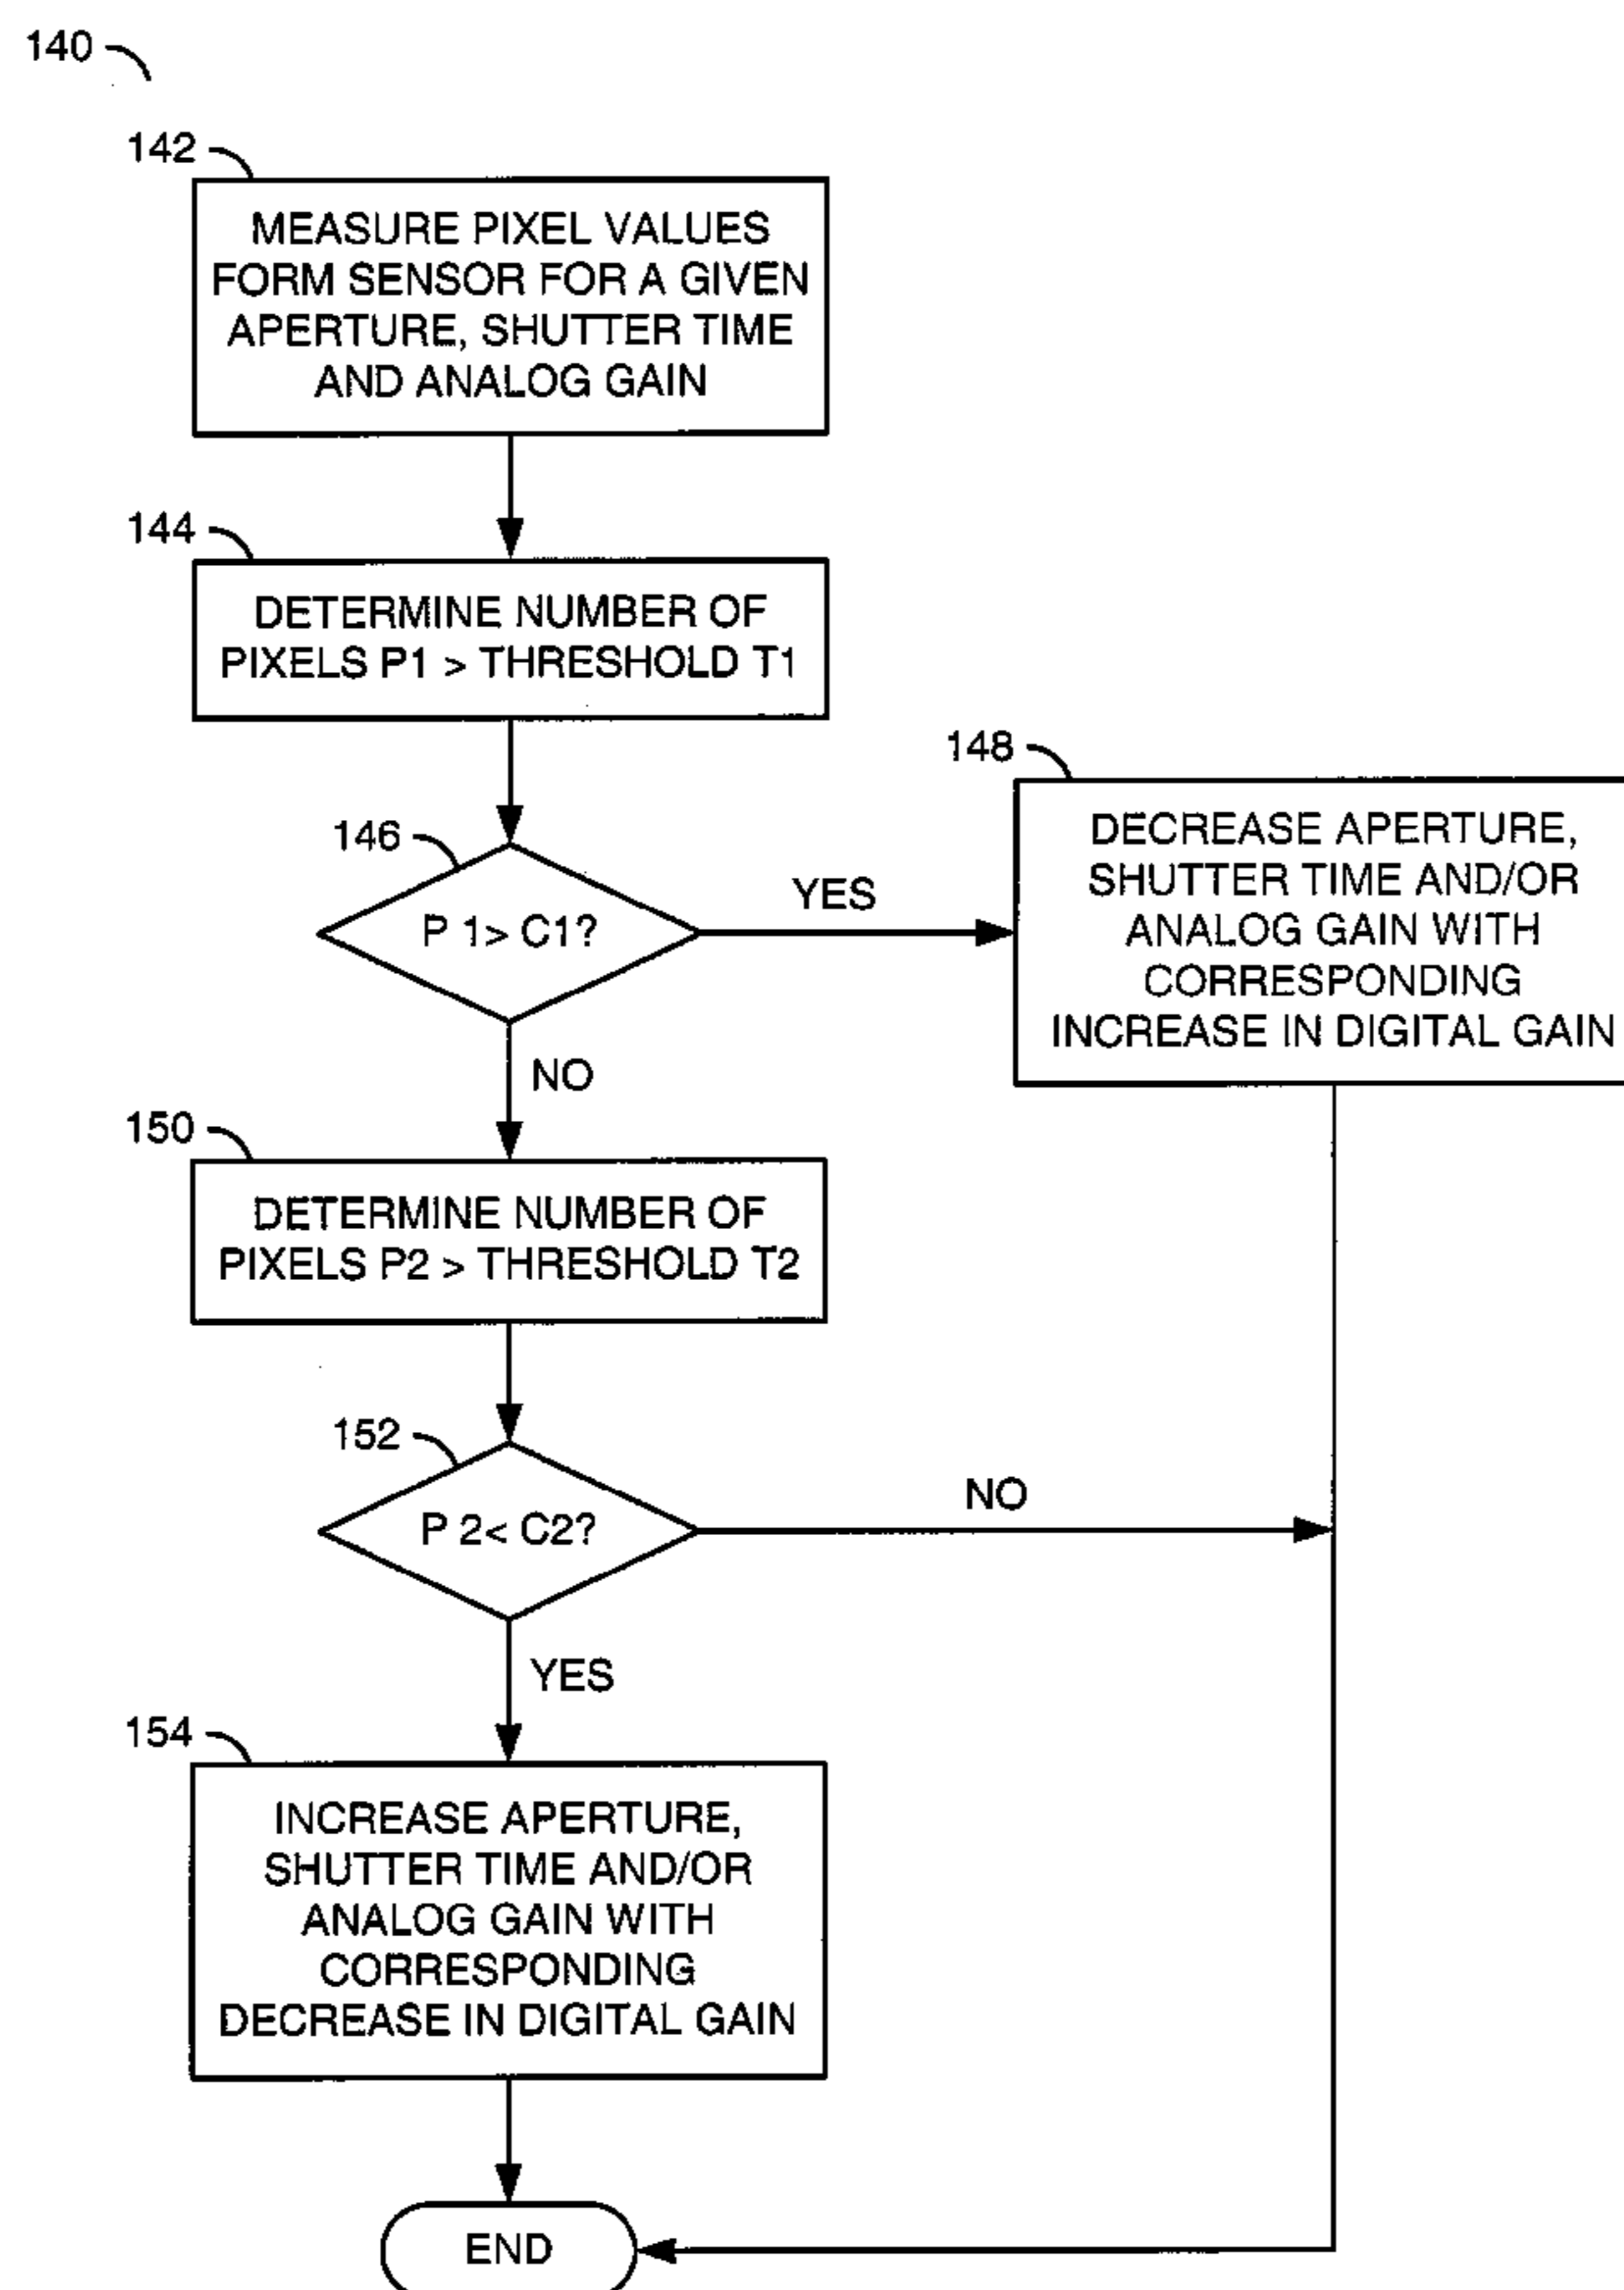 140
142
MEASURE PIXEL VALUES
FORM SENSOR FOR A GIVEN
APERTURE, SHUTTER TIME
AND ANALOG GAIN
144
DETERMINE NUMBER OF
PIXELS P1 > THRESHOLD T1
146
P 1> C1?
YES
148
DECREASE APERTURE,
SHUTTER TIME AND/OR
ANALOG GAIN WITH
CORRESPONDING
INCREASE IN DIGITAL GAIN
NO
150
DETERMINE NUMBER OF
PIXELS P2 > THRESHOLD T2
152
P 2< C2?
NO
YES
154
INCREASE APERTURE,
SHUTTER TIME AND/OR
ANALOG GAIN WITH
CORRESPONDING
DECREASE IN DIGITAL GAIN
END